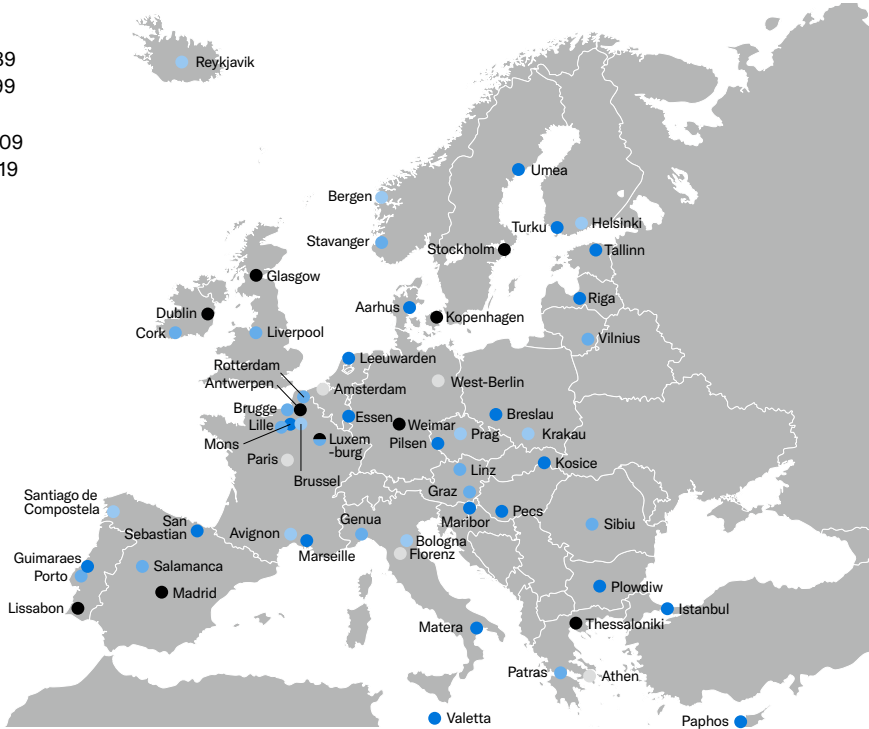 39
99
09
19
Reykjavik
Umea
Bergen
Helsinki
Turku
Stavanger
Stockholm
Tallinn
Glasgow
Riga
Aarhus
Dublin
Kopenhagen
Cork
Liverpool
Vilnius
Leeuwarden
Rotterdam
Antwerpen
Amsterdam
West-Berlin
Brugge
Essen
Breslau
Lille
Weimar
Mons
Luxem
-burg
Pilsen
Prag
Krakau
Paris
Kosice
Linz
Brussel
Graz
Santiago de
Compostela
Pecs
Maribor
San
Sebastian
Genua
Sibiu
Avignon
Bologna
Marseille
Florenz
Guimaraes
Salamanca
Porto
Plowdiw
Madrid
Lissabon
Istanbul
Thessaloniki
Matera
Patras
Athen
Valetta
Paphos